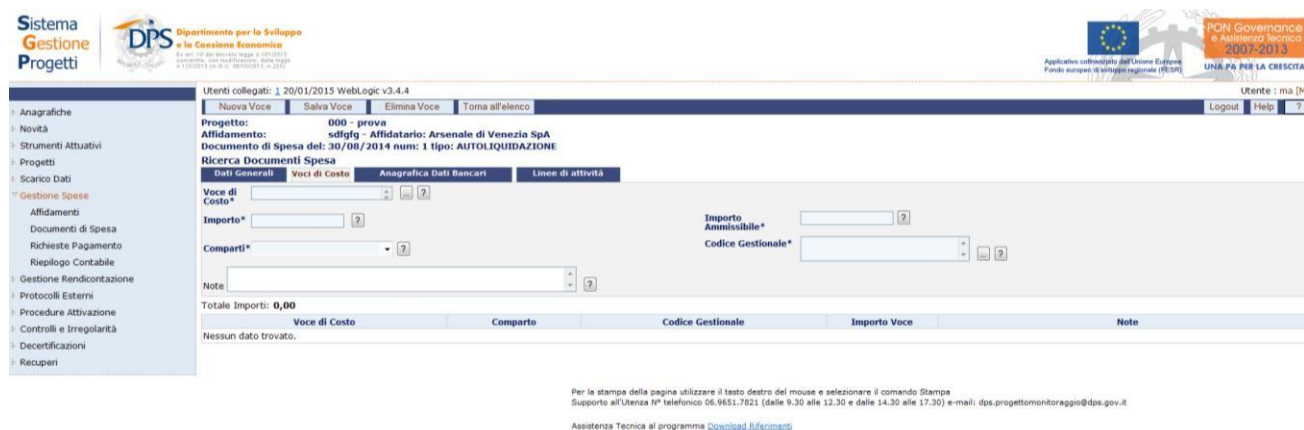 Sistema
Gestione
Progetti
DPS
Dipartimento per lo Sviluppo
e la Coesione Economica
Applicativo cofinanziato dall'Unione Europea
Fondo europeo di sviluppo regionale (FESR)
PON Governance
e Assistenza Tecnica
2007-2013
UNA PA PER LA CRESCITA
Utenti collegati: 1 20/01/2015 WebLogic v3.4.4
Utente : ma [M
Nuova Voce Salva Voce Elimina Voce Torna all'elenco
Logout Help ?
Anagrafiche
Novità
Strumenti Attuativi
Progetti
Scarico Dati
Gestione Spese
Affidamenti
Documenti di Spesa
Richieste Pagamento
Riepilogo Contabile
Gestione Rendicontazione
Protocolli Esterni
Procedure Attivazione
Controlli e Irregolarità
Decertificazioni
Recuperi
Progetto: 000 - prova
Affidamento: sdfgfg - Affidatario: Arsenale di Venezia SpA
Documento di Spesa del: 30/08/2014 num: 1 tipo: AUTOLIQUIDAZIONE
Ricerca Documenti Spesa
Dati Generali Voci di Costo Anagrafica Dati Bancari Linee di attività
Voce di
Costo* ... ?
Importo* ?
Importo
Ammissibile* ?
Comparti* ?
Codice Gestionale* ... ?
Note ?
Totale Importi: 0,00
Voce di Costo Comparto Codice Gestionale Importo Voce Note
Nessun dato trovato.
Per la stampa della pagina utilizzare il tasto destro del mouse e selezionare il comando Stampa
Supporto all'Utenza N° telefonico 06.9651.7821 (dalle 9.30 alle 12.30 e dalle 14.30 alle 17.30) e-mail: dps.progettomonitoraggio@dps.gov.it
Assistenza Tecnica al programma Download Riferimenti